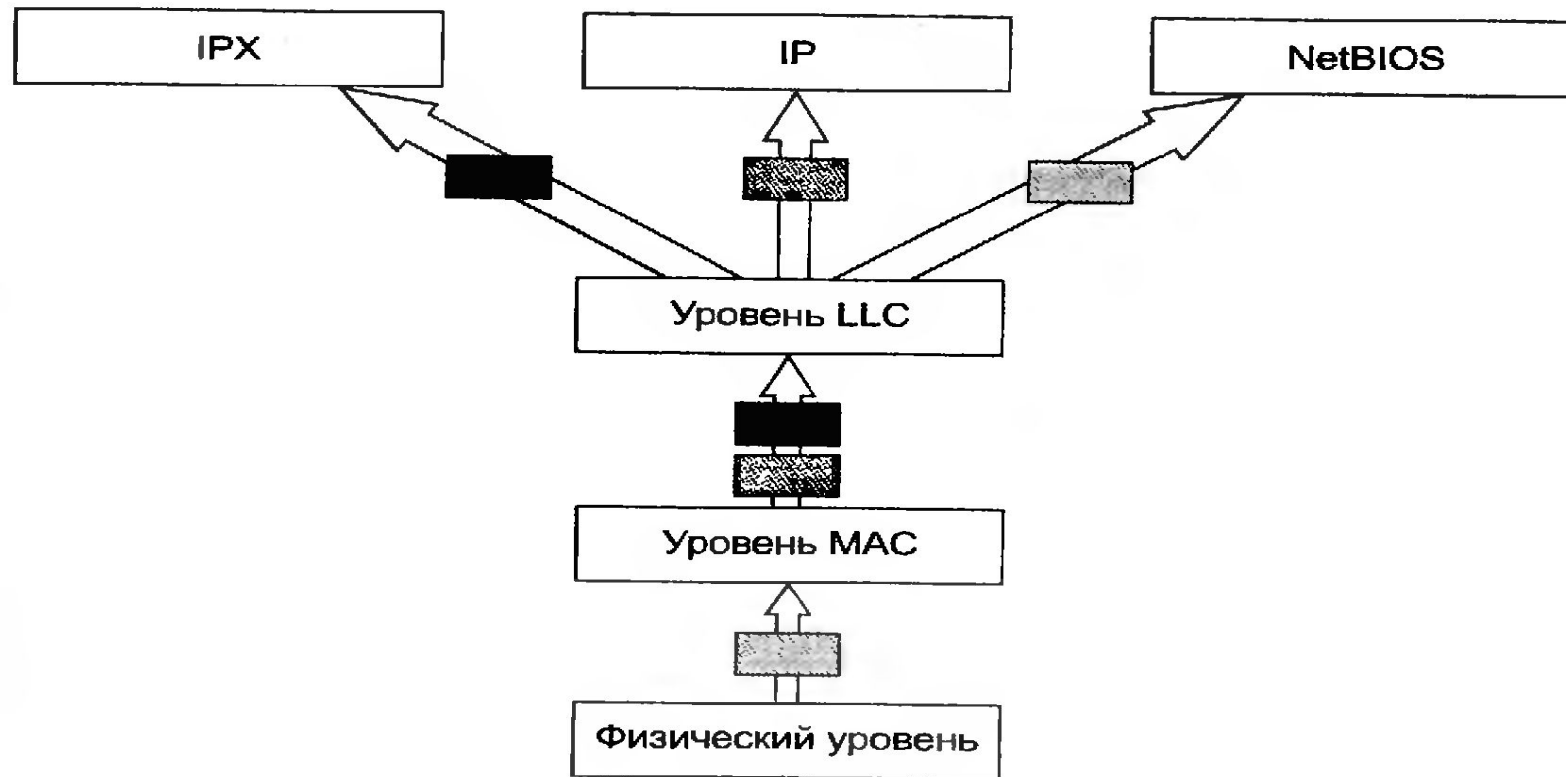 IPX
IP
NetBIOS
Уровень LLC
Уровень MAC
Физический уровень